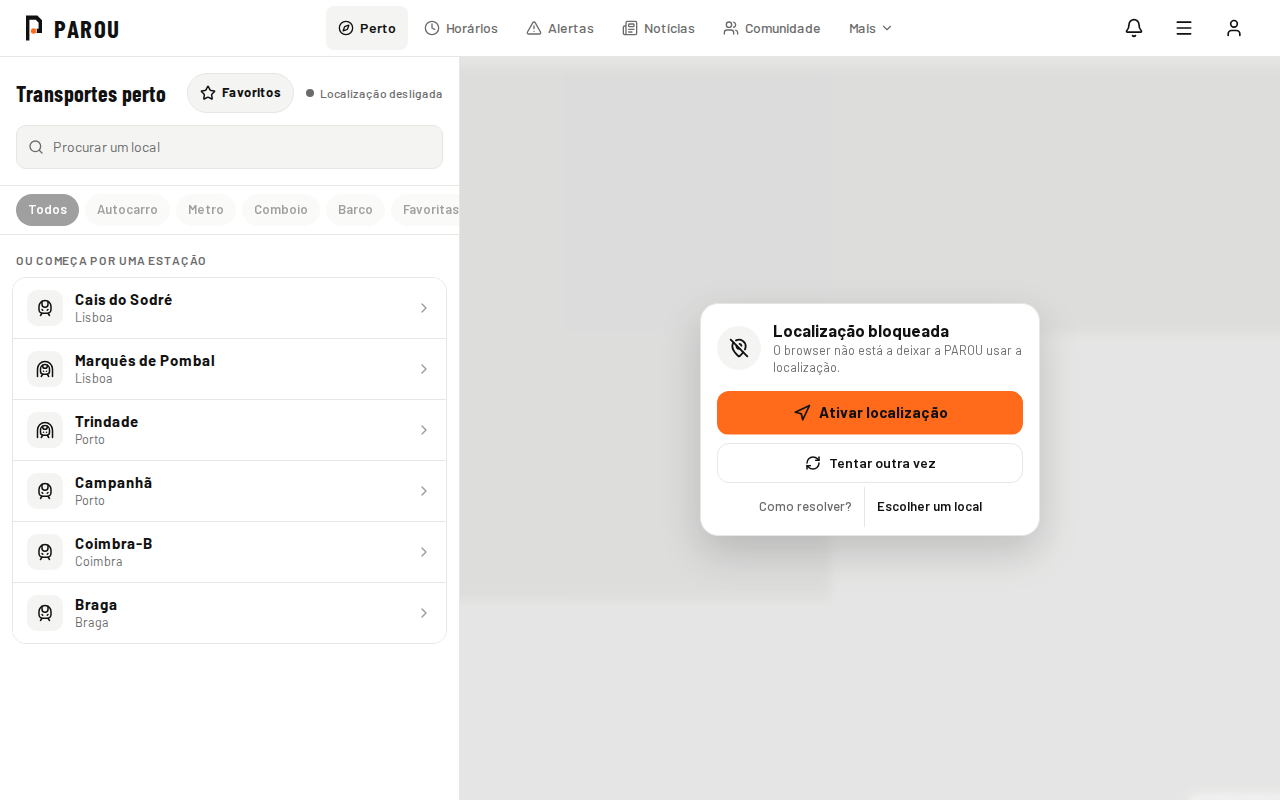 PAROU
Perto
Horários
Alertas
Notícias
Comunidade
Mais
Transportes perto
Favoritos
Localização desligada
Procurar um local
Todos
Autocarro
Metro
Comboio
Barco
Favoritas
OU COMEÇA POR UMA ESTAÇÃO
Cais do Sodré
Lisboa
Marquês de Pombal
Lisboa
Trindade
Porto
Campanhã
Porto
Coimbra-B
Coimbra
Braga
Braga
Localização bloqueada
O browser não está a deixar a PAROU usar a
localização.
Ativar localização
Tentar outra vez
Como resolver?
Escolher um local